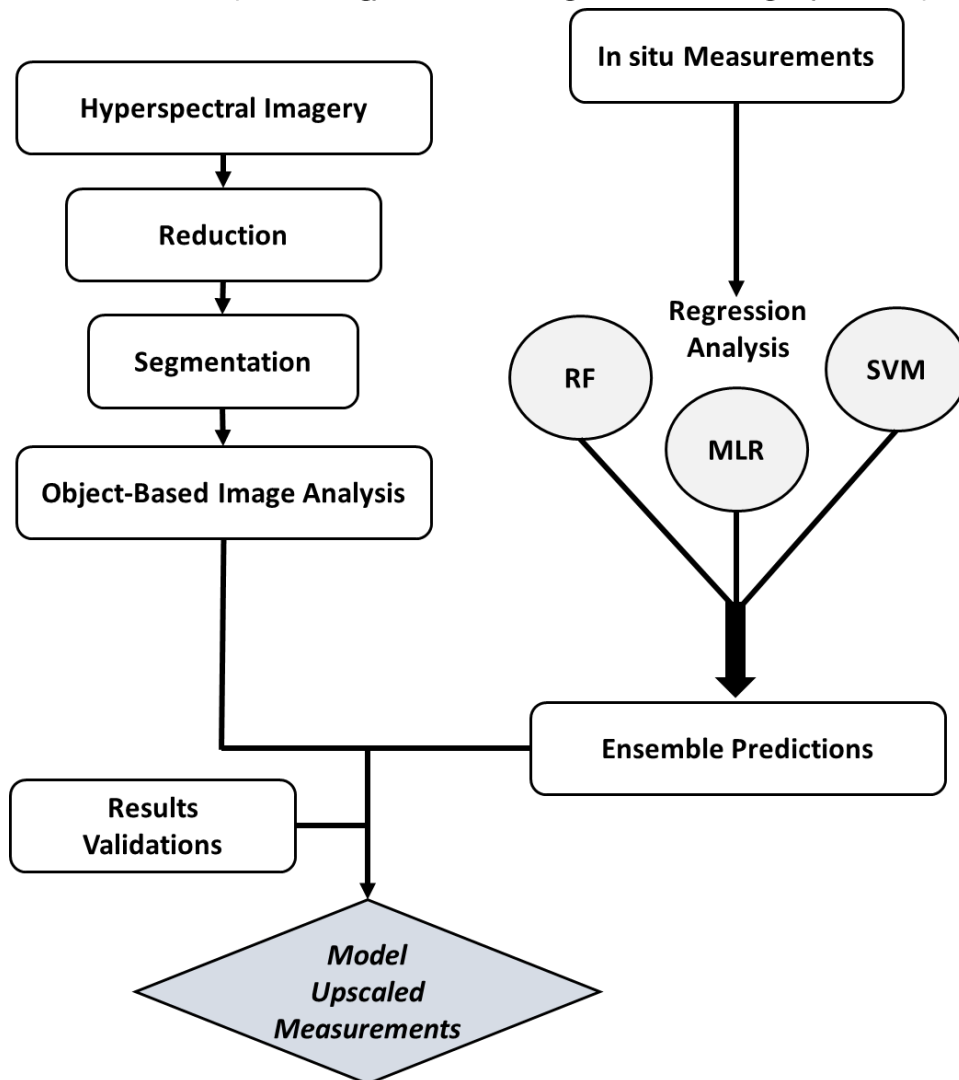 In situ Measurements
Hyperspectral Imagery
Reduction
Segmentation
Object-Based Image Analysis
Regression
Analysis
RF
MLR
SVM
Ensemble Predictions
Results
Validations
Model
Upscaled
Measurements